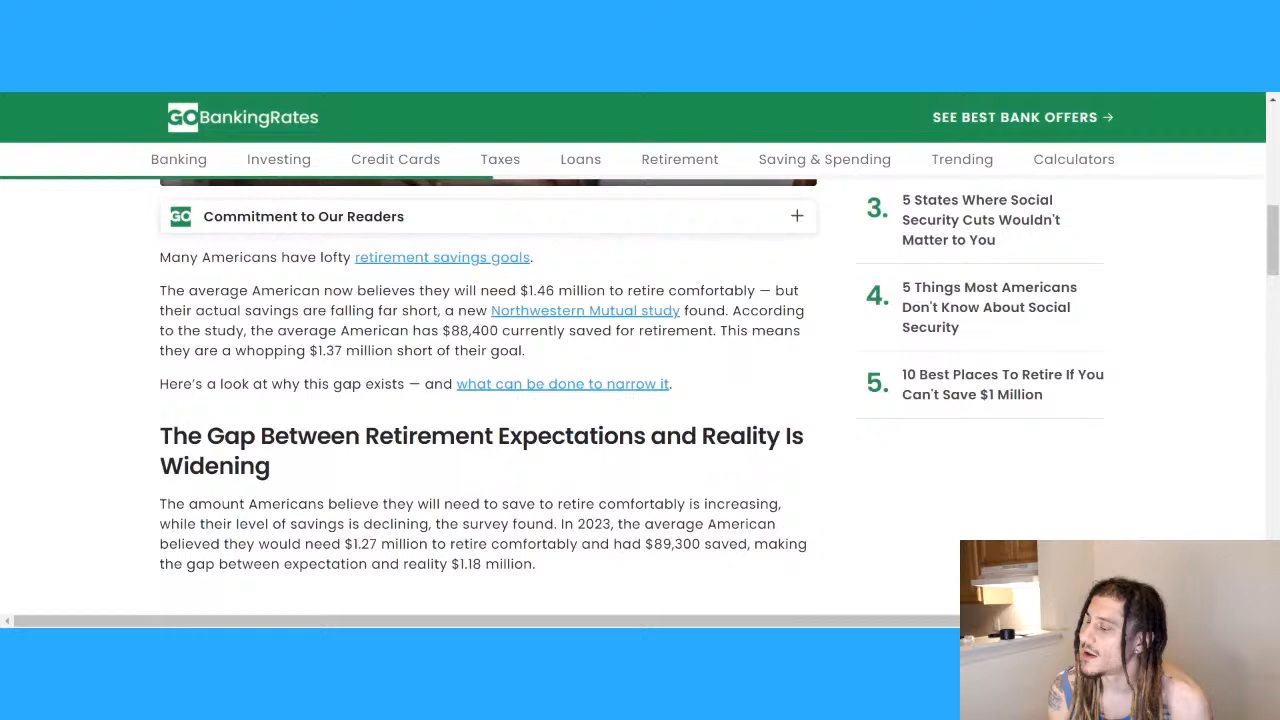 GOBankingRates
SEE BEST BANK OFFERS →
Banking Investing Credit Cards Taxes Loans Retirement Saving & Spending Trending Calculators
GO Commitment to Our Readers +
Many Americans have lofty retirement savings goals.
The average American now believes they will need $1.46 million to retire comfortably — but
their actual savings are falling far short, a new Northwestern Mutual study found. According
to the study, the average American has $88,400 currently saved for retirement. This means
they are a whopping $1.37 million short of their goal.
Here's a look at why this gap exists — and what can be done to narrow it.
The Gap Between Retirement Expectations and Reality Is
Widening
The amount Americans believe they will need to save to retire comfortably is increasing,
while their level of savings is declining, the survey found. In 2023, the average American
believed they would need $1.27 million to retire comfortably and had $89,300 saved, making
the gap between expectation and reality $1.18 million.
3. 5 States Where Social
Security Cuts Wouldn't
Matter to You
4. 5 Things Most Americans
Don't Know About Social
Security
5. 10 Best Places To Retire If You
Can't Save $1 Million